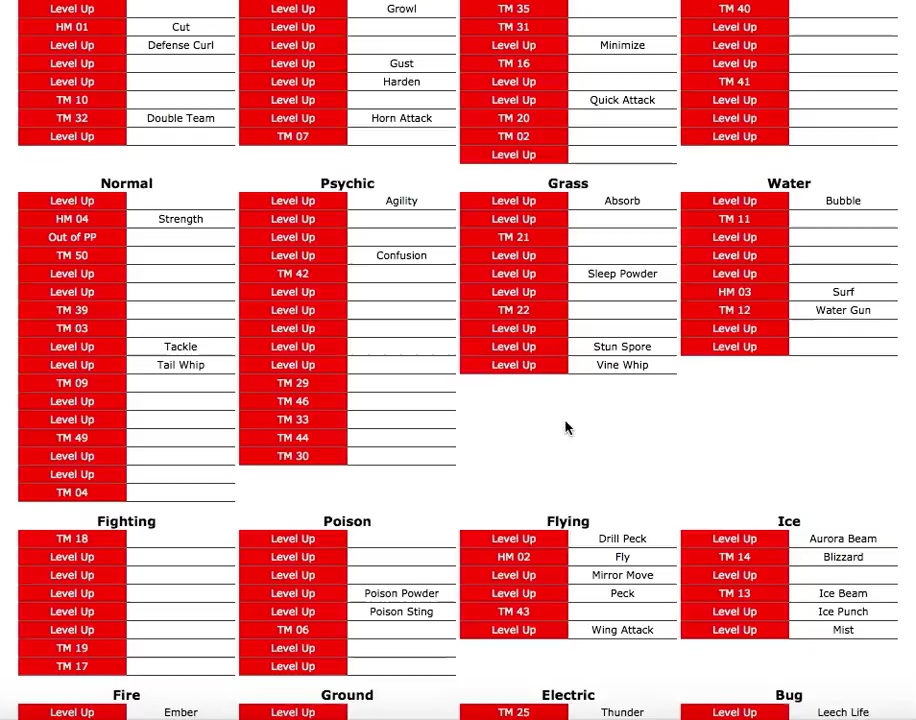 Level Up Level Up Growl TM 35 TM 40
HM 01 Cut Level Up TM 31 Level Up
Level Up Defense Curl Level Up Level Up Minimize Level Up
Level Up Level Up Gust TM 16 Level Up
Level Up Level Up Harden Level Up TM 41
TM 10 Level Up Level Up Quick Attack Level Up
TM 32 Double Team Level Up Horn Attack TM 20 Level Up
Level Up TM 07 TM 02 Level Up
Level Up
Normal Psychic Grass Water
Level Up Level Up Agility Level Up Absorb Level Up Bubble
HM 04 Strength Level Up Level Up TM 11
Out of PP Level Up TM 21 Level Up
TM 50 Level Up Confusion Level Up Level Up
Level Up TM 42 Level Up Sleep Powder Level Up
Level Up Level Up Level Up HM 03 Surf
TM 39 Level Up TM 22 TM 12 Water Gun
TM 03 Level Up Level Up Level Up
Level Up Tackle Level Up Level Up Stun Spore Level Up
Level Up Tail Whip Level Up Level Up Vine Whip
TM 09 TM 29
Level Up TM 46
Level Up TM 33
TM 49 TM 44
Level Up TM 30
Level Up
TM 04
Fighting Poison Flying Ice
TM 18 Level Up Level Up Drill Peck Level Up Aurora Beam
Level Up Level Up HM 02 Fly TM 14 Blizzard
Level Up Level Up Level Up Mirror Move Level Up
Level Up Level Up Poison Powder Level Up Peck TM 13 Ice Beam
Level Up Level Up Poison Sting TM 43 Level Up Ice Punch
Level Up TM 06 Level Up Wing Attack Level Up Mist
TM 19 Level Up
TM 17 Level Up
Fire Ground Electric Bug
Level Up Ember Level Up TM 25 Thunder Level Up Leech Life